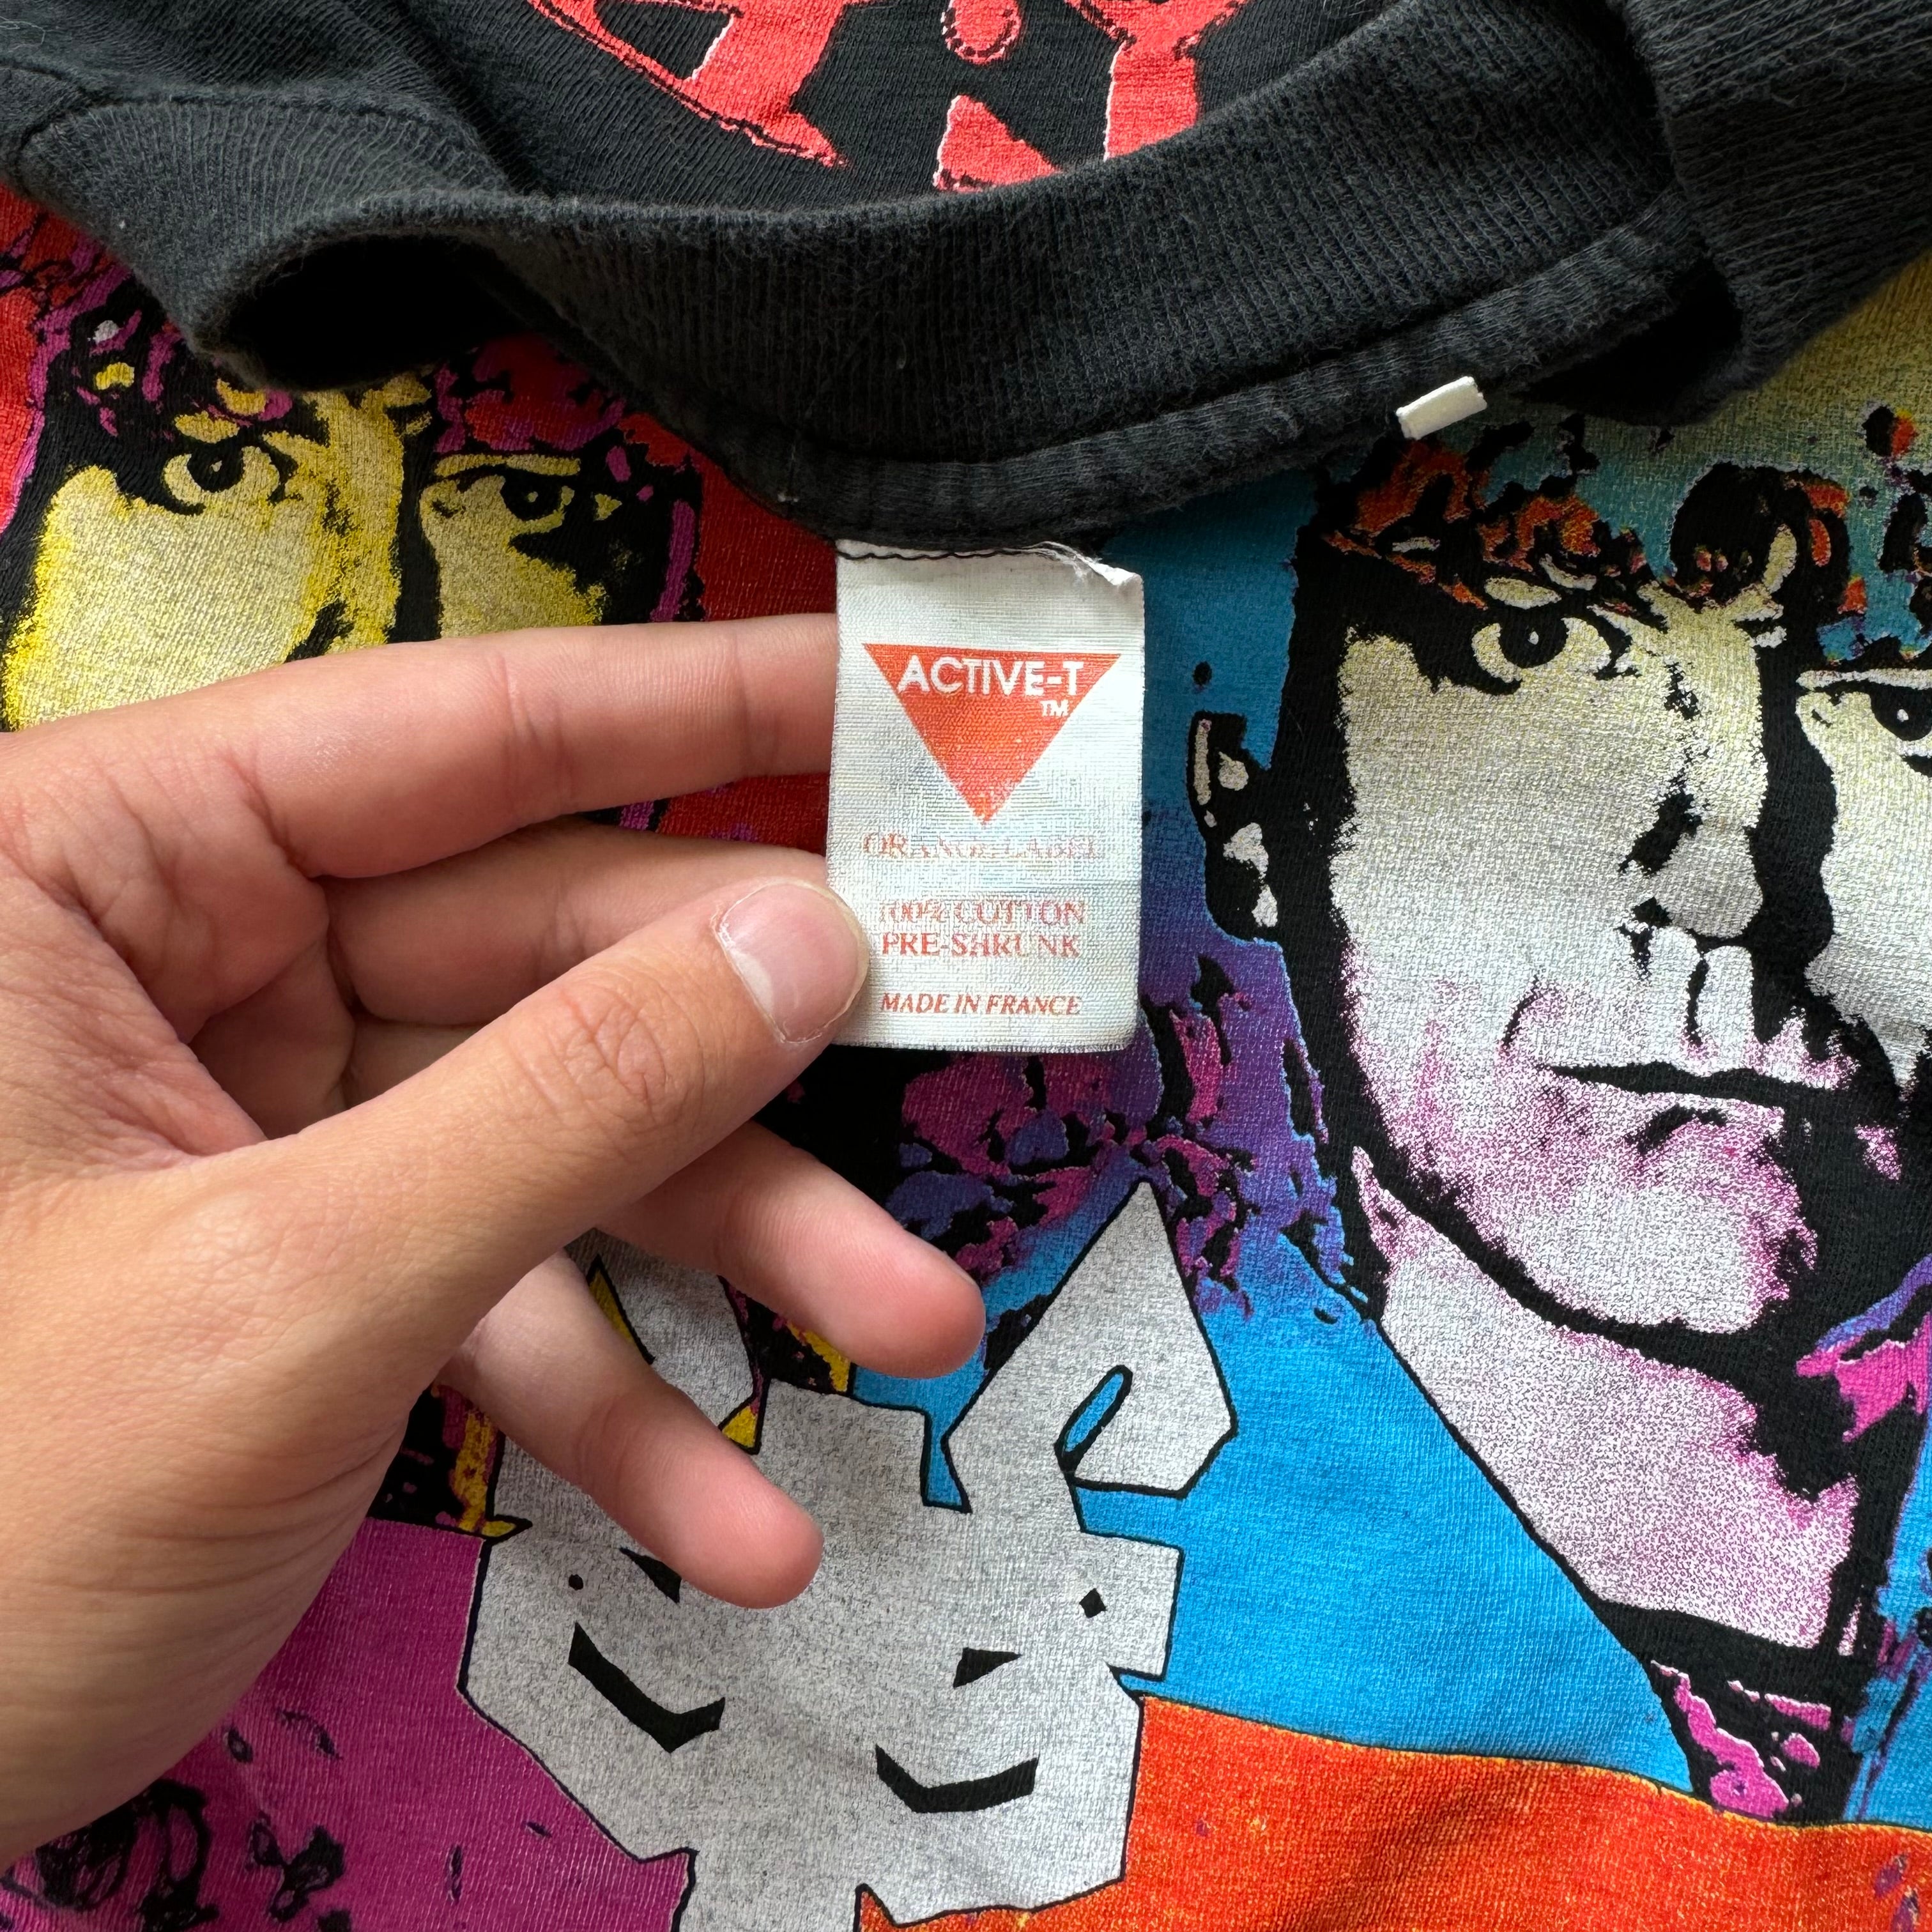 ACTIVE-T
TM
ORANGE LABEL
100% COTTON
PRE-SHRUNK
MADE IN FRANCE